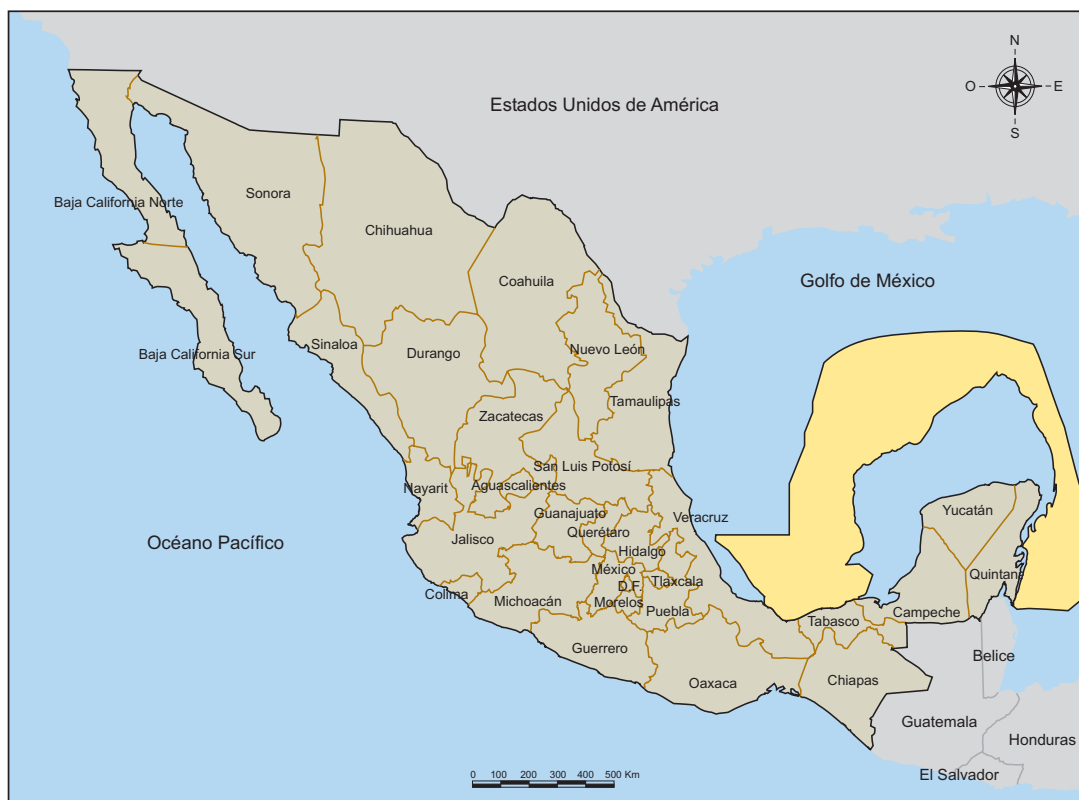 N
O
E
S
Estados Unidos de América
Sonora
Baja California Norte
Chihuahua
Coahuila
Golfo de México
Sinaloa
Durango
Nuevo León
Baja California Sur
Tamaulipas
Zacatecas
San Luis Potosí
Nayarit
Aguascalientes
Guanajuato
Veracruz
Yucatán
Querétaro
Jalisco
Océano Pacífico
Hidalgo
México
Quintana
Tlaxcala
D.F.
Colima
Michoacán
Morelos
Puebla
Campeche
Tabasco
Guerrero
Belice
Oaxaca
Chiapas
Guatemala
Honduras
El Salvador
0 100 200 300 400 500 Km